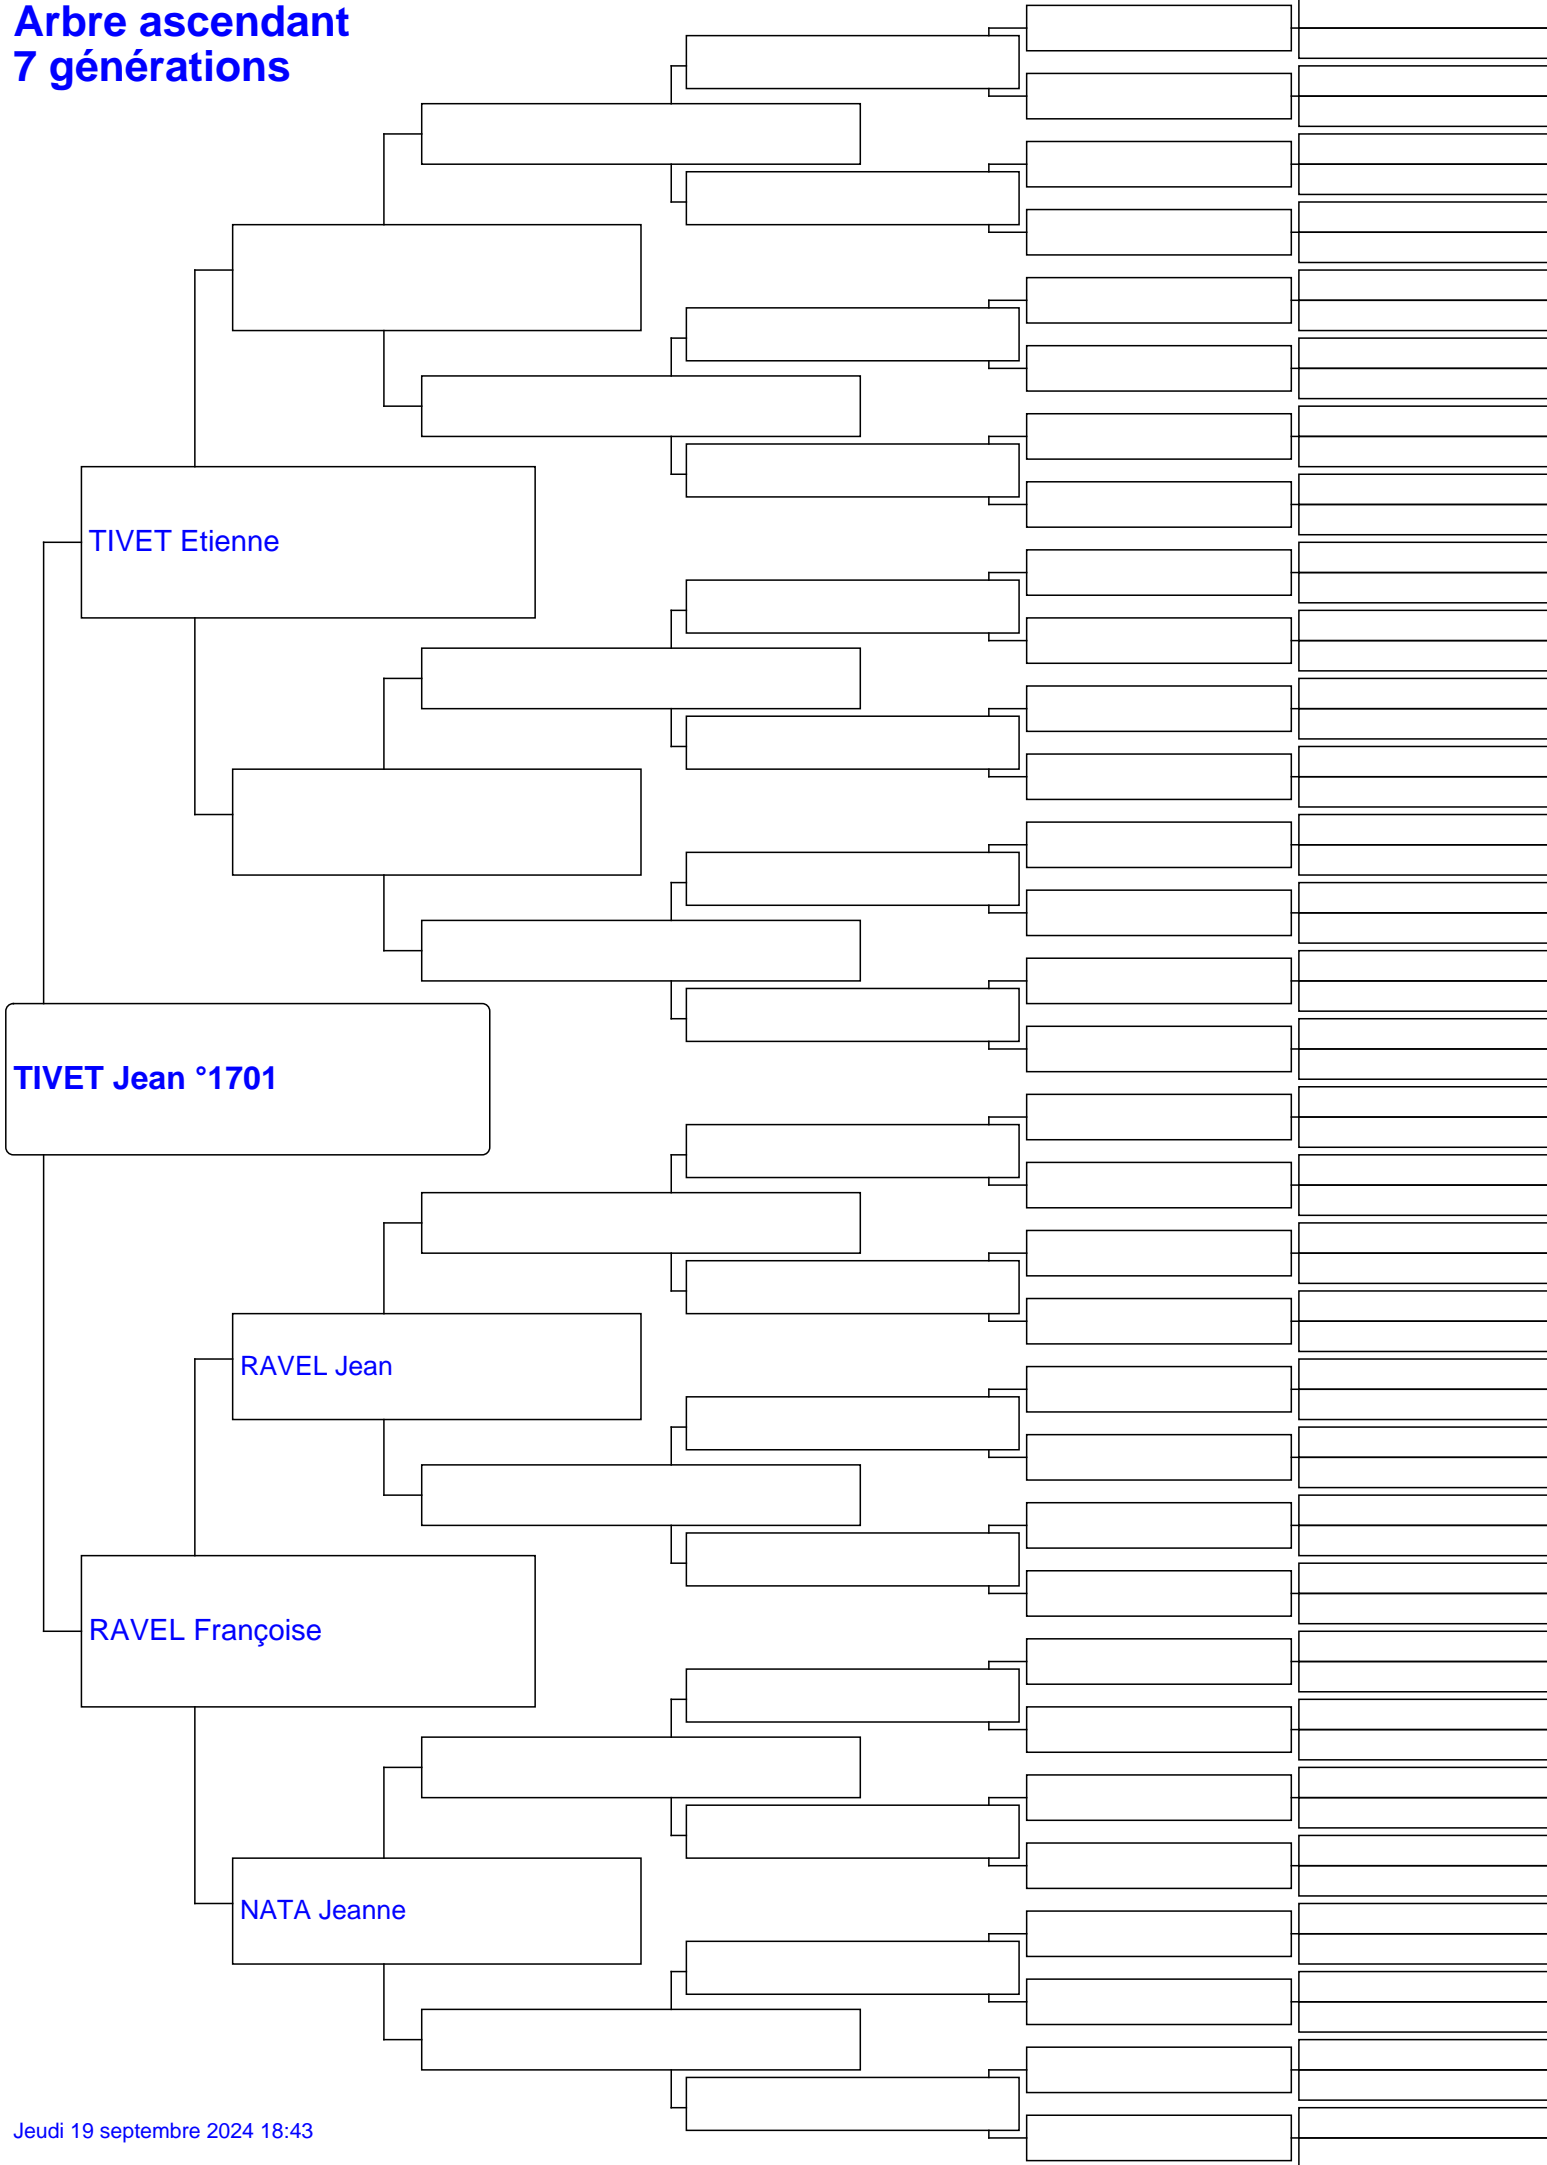 Arbre ascendant
7 générations
TIVET Etienne
TIVET Jean °1701
RAVEL Jean
RAVEL Françoise
NATA Jeanne
Jeudi 19 septembre 2024 18:43